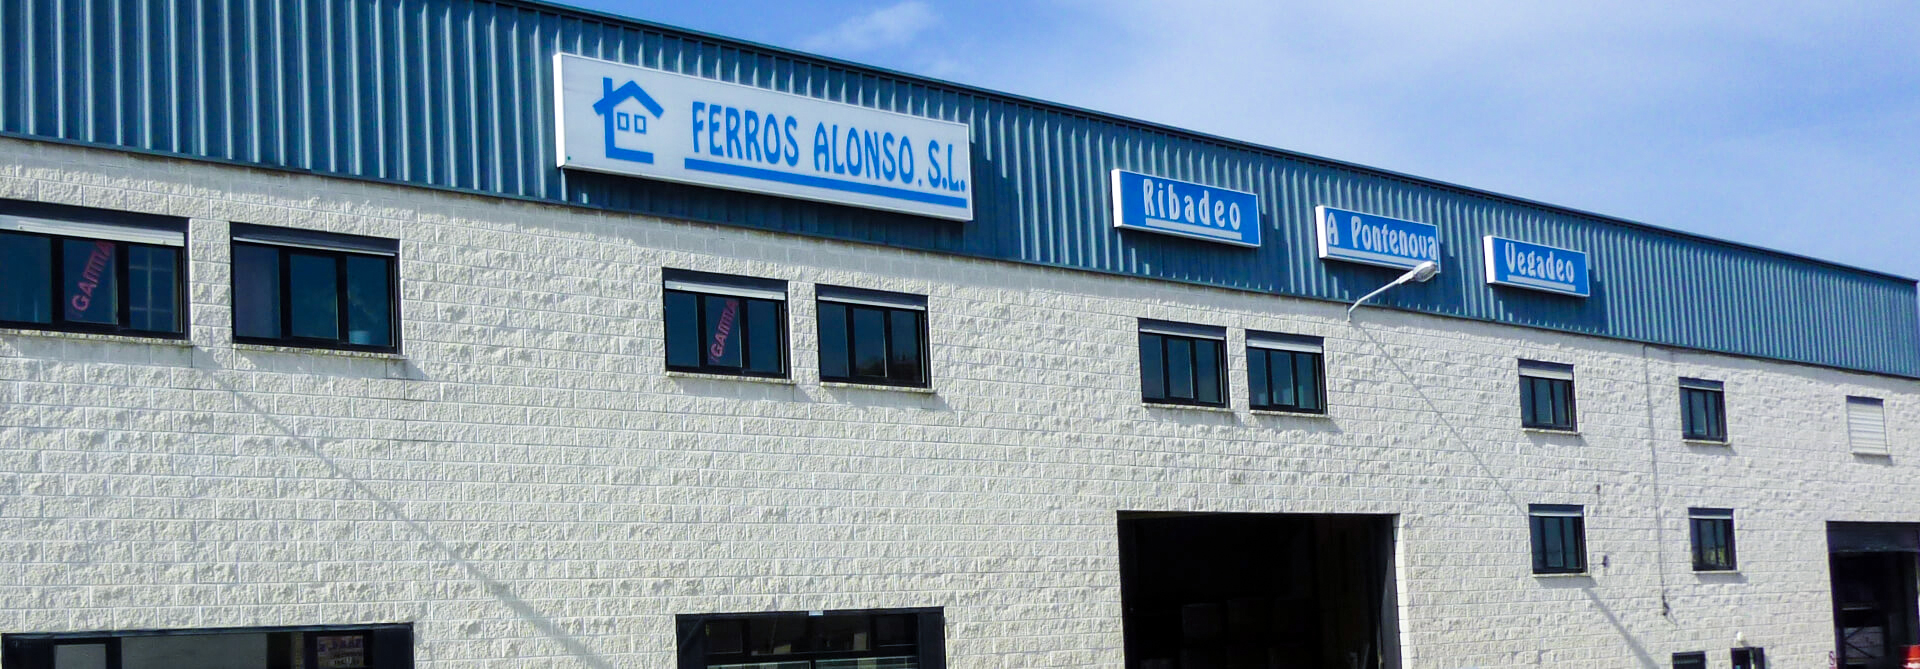 FERROS ALONSO, S.L.
Ribadeo
A Pontenova
Vegadeo
GAMMA
GAMMA